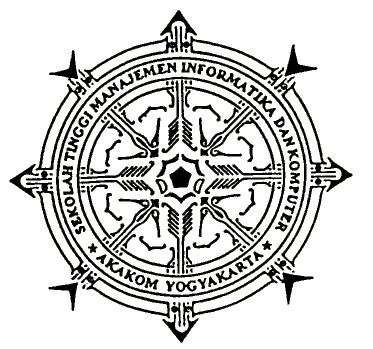 SEKOLAH TINGGI MANAJEMEN INFORMATIKA DAN KOMPUTER
★ AKAKOM YOGYAKARTA ★